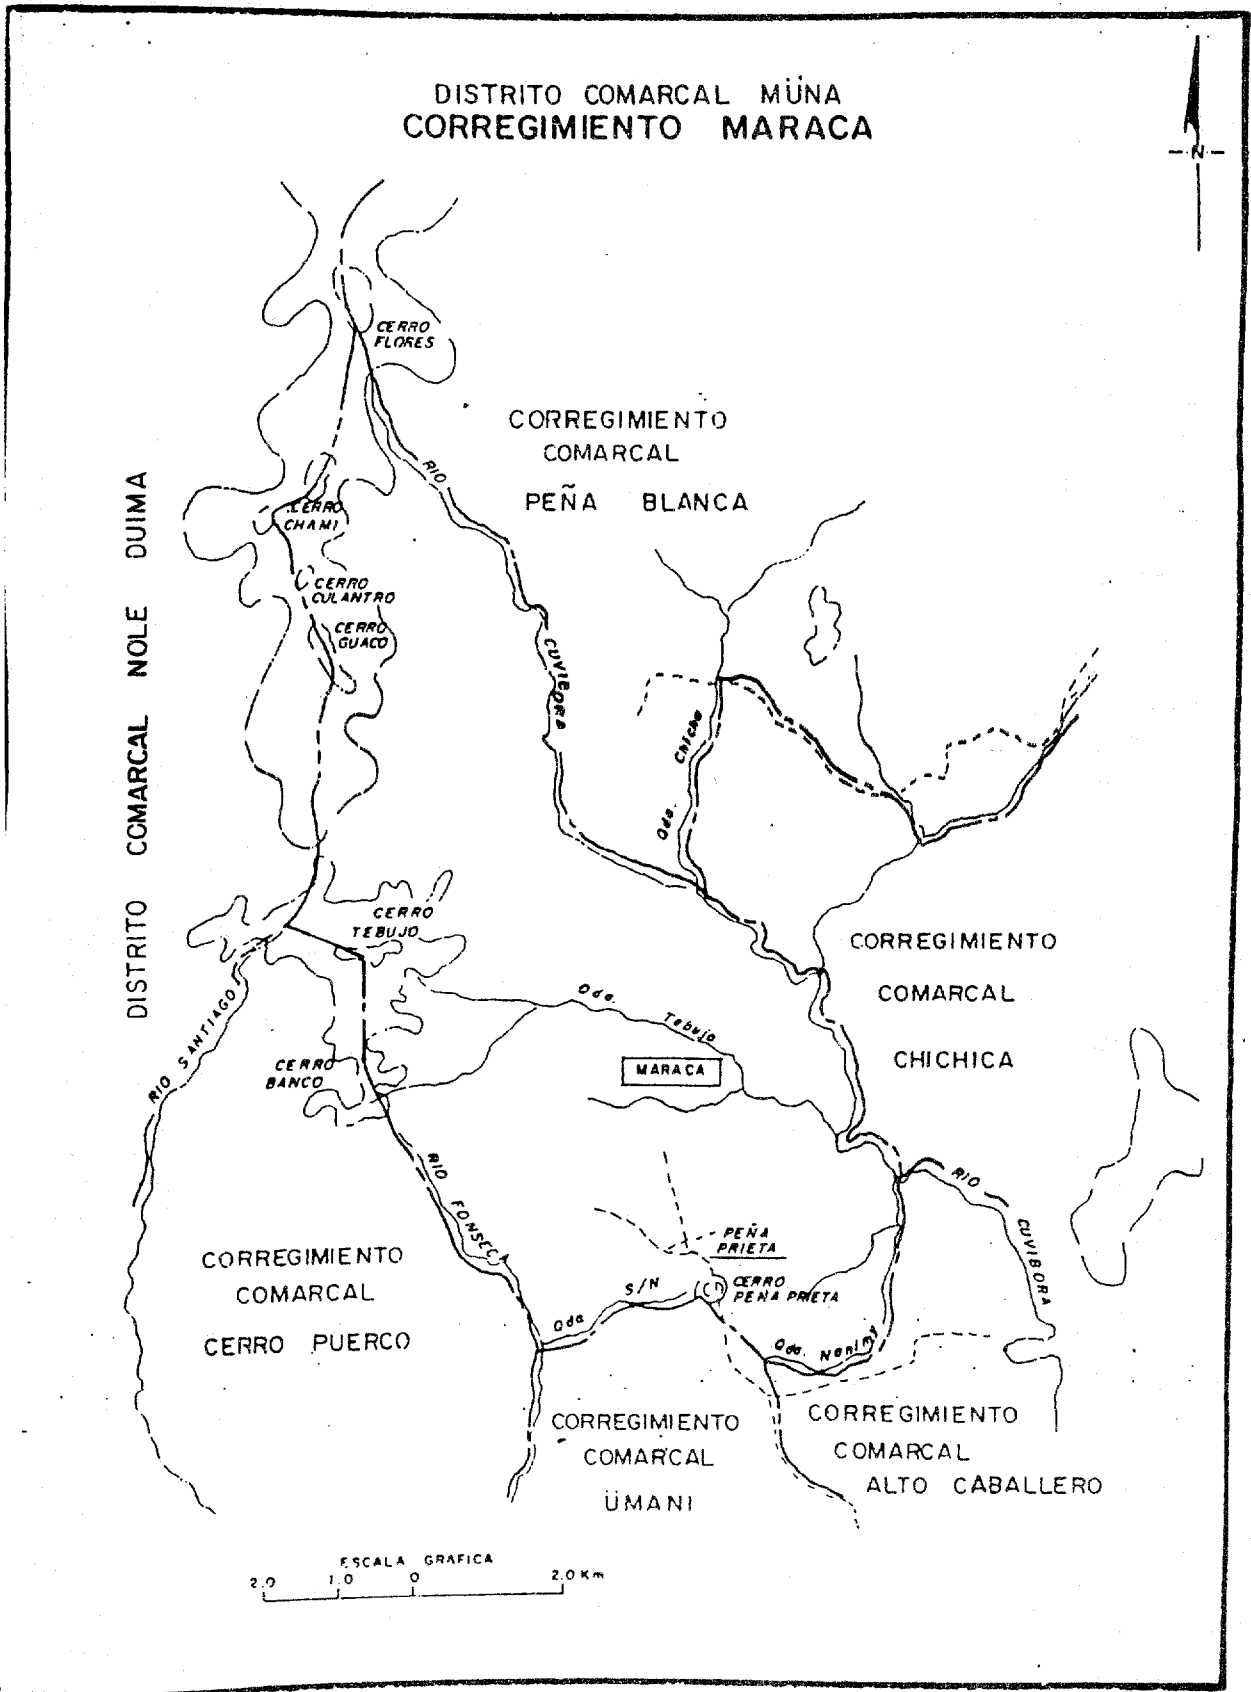 DISTRITO COMARCAL MÜNA
CORREGIMIENTO MARACA
N
CERRO
FLORES
CORREGIMIENTO
COMARCAL
PEÑA BLANCA
RIO
CERRO
CHAMI
CERRO
CULANTRO
CERRO
GUACO
CUVIBORA
DISTRITO COMARCAL NOLE DUIMA
Qda. Chicha
CERRO
TEBUJO
CORREGIMIENTO
COMARCAL
CHICHICA
RIO SANTIAGO
Qda. Tebujo
CERRO
BANCO
MARACA
RIO FONSECA
RIO CUVIBORA
PEÑA
PRIETA
CERRO
PEÑA PRIETA
CORREGIMIENTO
COMARCAL
CERRO PUERCO
Qda S/N
Qda.
CORREGIMIENTO
COMARCAL
ÜMANI
CORREGIMIENTO
COMARCAL
ALTO CABALLERO
ESCALA GRAFICA
2.0 1.0 0 2.0 Km